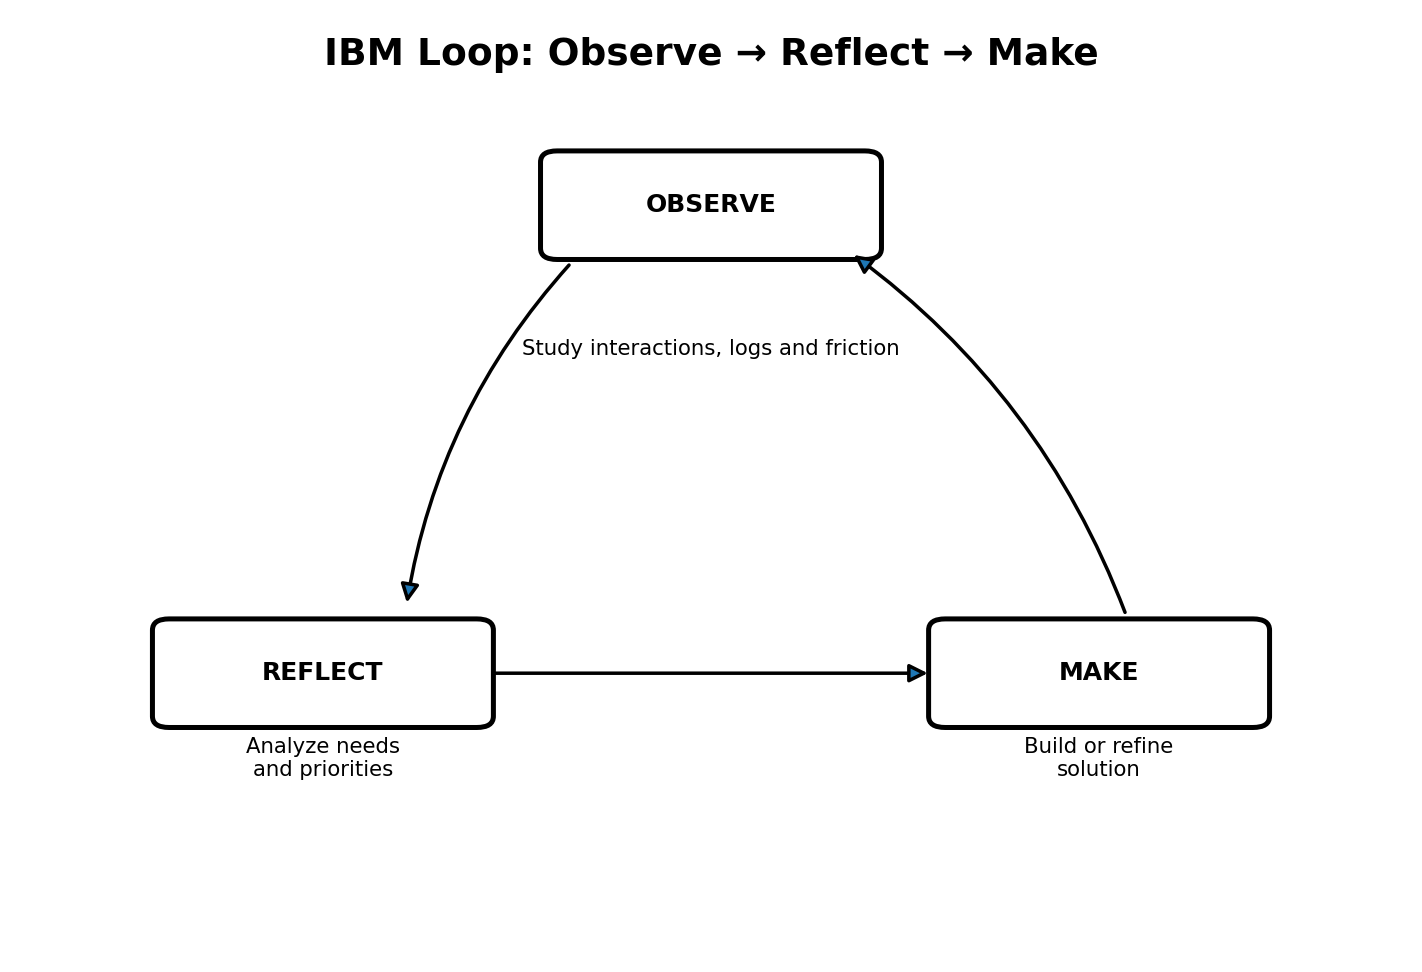 IBM Loop: Observe → Reflect → Make
OBSERVE
Study interactions, logs and friction
REFLECT
Analyze needs
and priorities
MAKE
Build or refine
solution